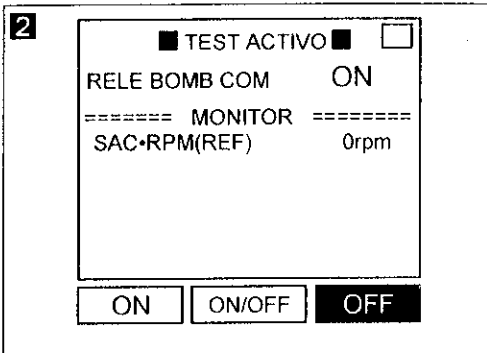 2
■ TEST ACTIVO ■
RELE BOMB COM ON
======= MONITOR ========
SAC•RPM(REF) 0rpm
ON ON/OFF OFF